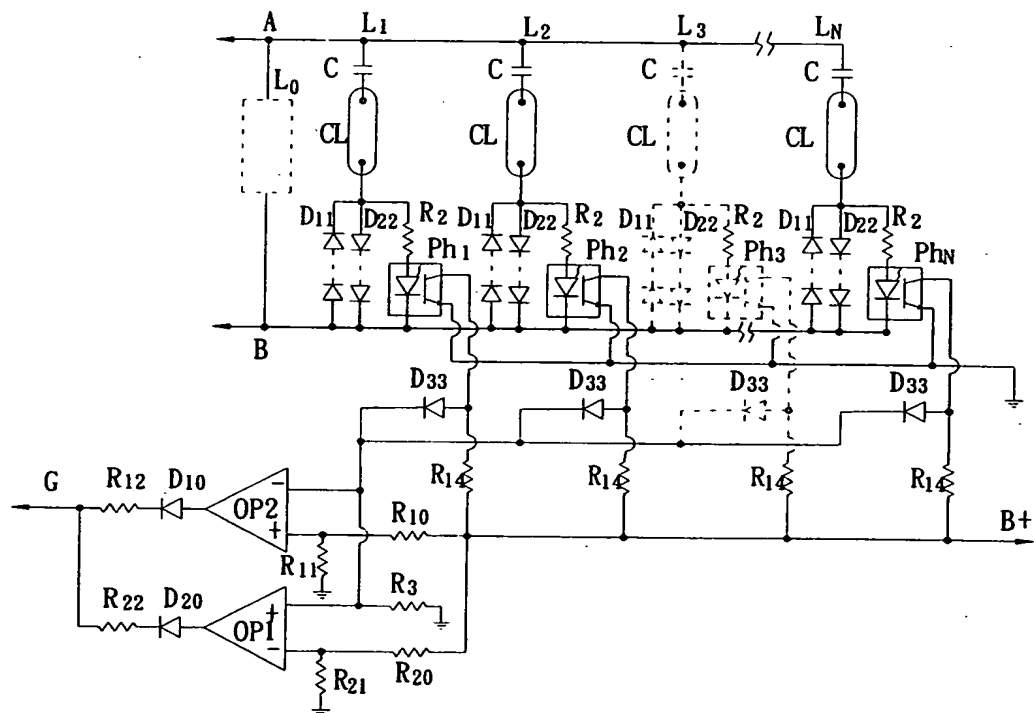 A L1 L2 L3 LN
C C C C
L0
CL CL CL CL
D11 D22 R2 D11 D22 R2 D11 D22 R2 D11 D22 R2
Ph1 Ph2 Ph3 PhN
B
D33 D33 D33 D33
R14 R14 R14 R14
G R12 D10 OP2 - +
R10 B+
R11
R22 D20 OP1 + -
R3
R20
R21